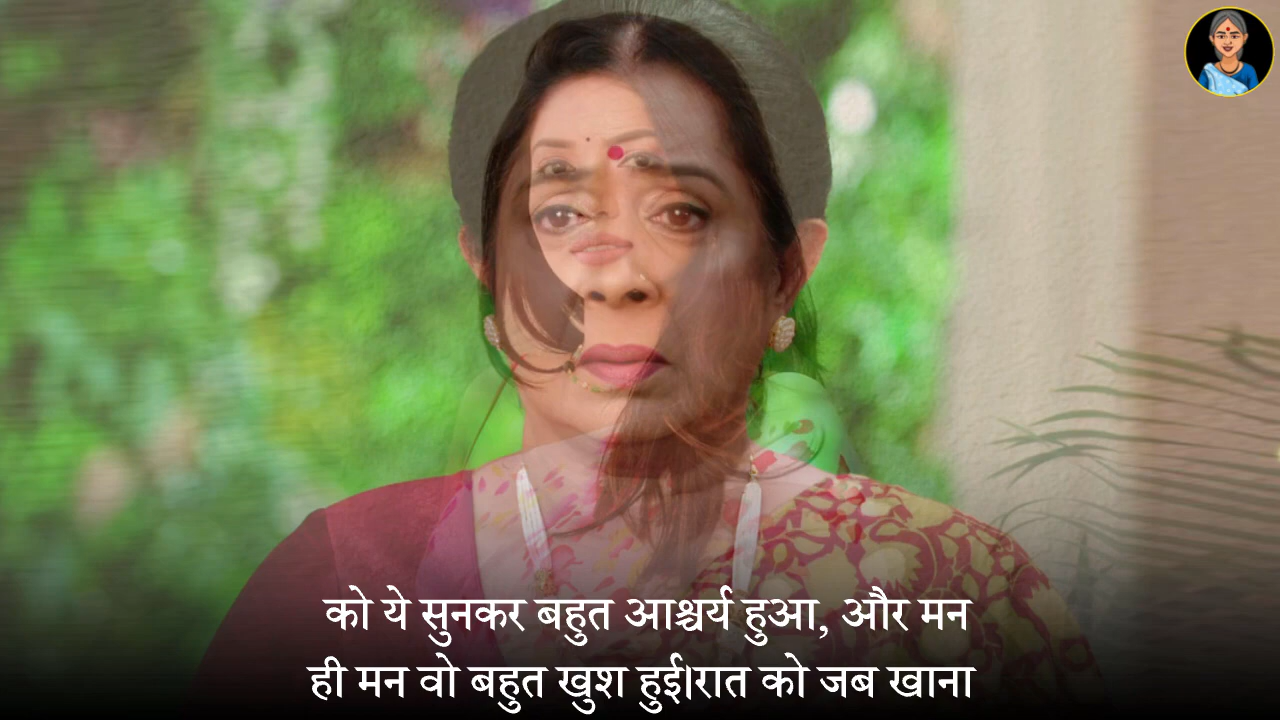 को ये सुनकर बहुत आश्चर्य हुआ, और मन
ही मन वो बहुत खुश हुई|रात को जब खाना